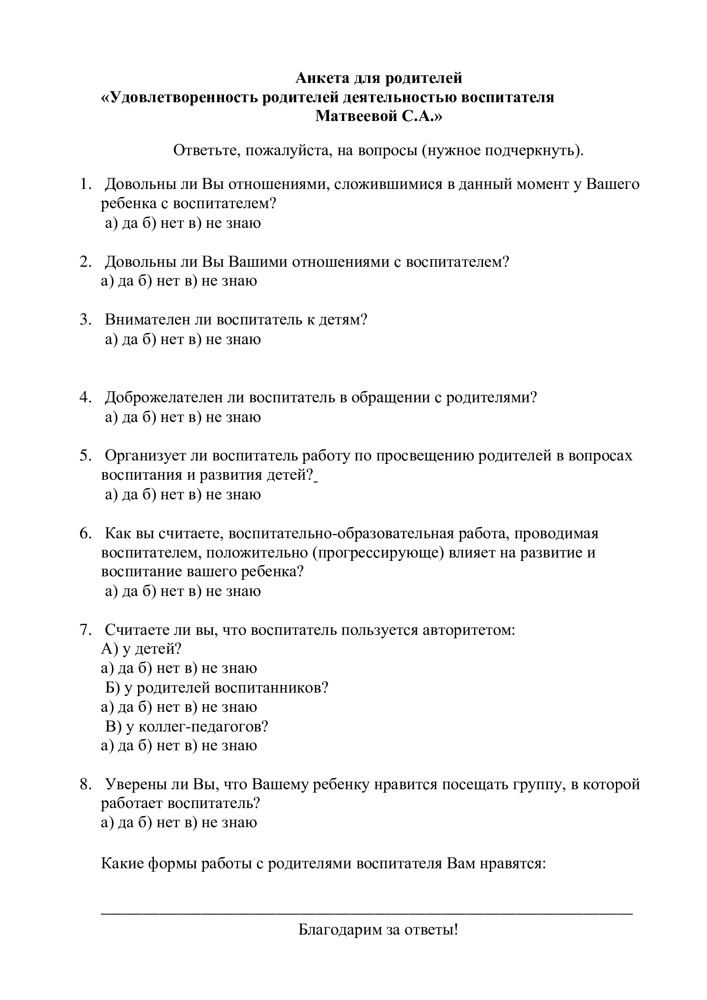 Анкета для родителей
«Удовлетворенность родителей деятельностью воспитателя
Матвеевой С.А.»
Ответьте, пожалуйста, на вопросы (нужное подчеркнуть).
1. Довольны ли Вы отношениями, сложившимися в данный момент у Вашего
ребенка с воспитателем?
а) да б) нет в) не знаю
2. Довольны ли Вы Вашими отношениями с воспитателем?
а) да б) нет в) не знаю
3. Внимателен ли воспитатель к детям?
а) да б) нет в) не знаю
4. Доброжелателен ли воспитатель в обращении с родителями?
а) да б) нет в) не знаю
5. Организует ли воспитатель работу по просвещению родителей в вопросах
воспитания и развития детей?
а) да б) нет в) не знаю
6. Как вы считаете, воспитательно-образовательная работа, проводимая
воспитателем, положительно (прогрессирующе) влияет на развитие и
воспитание вашего ребенка?
а) да б) нет в) не знаю
7. Считаете ли вы, что воспитатель пользуется авторитетом:
А) у детей?
а) да б) нет в) не знаю
Б) у родителей воспитанников?
а) да б) нет в) не знаю
В) у коллег-педагогов?
а) да б) нет в) не знаю
8. Уверены ли Вы, что Вашему ребенку нравится посещать группу, в которой
работает воспитатель?
а) да б) нет в) не знаю
Какие формы работы с родителями воспитателя Вам нравятся:
________________________________________________________________
Благодарим за ответы!